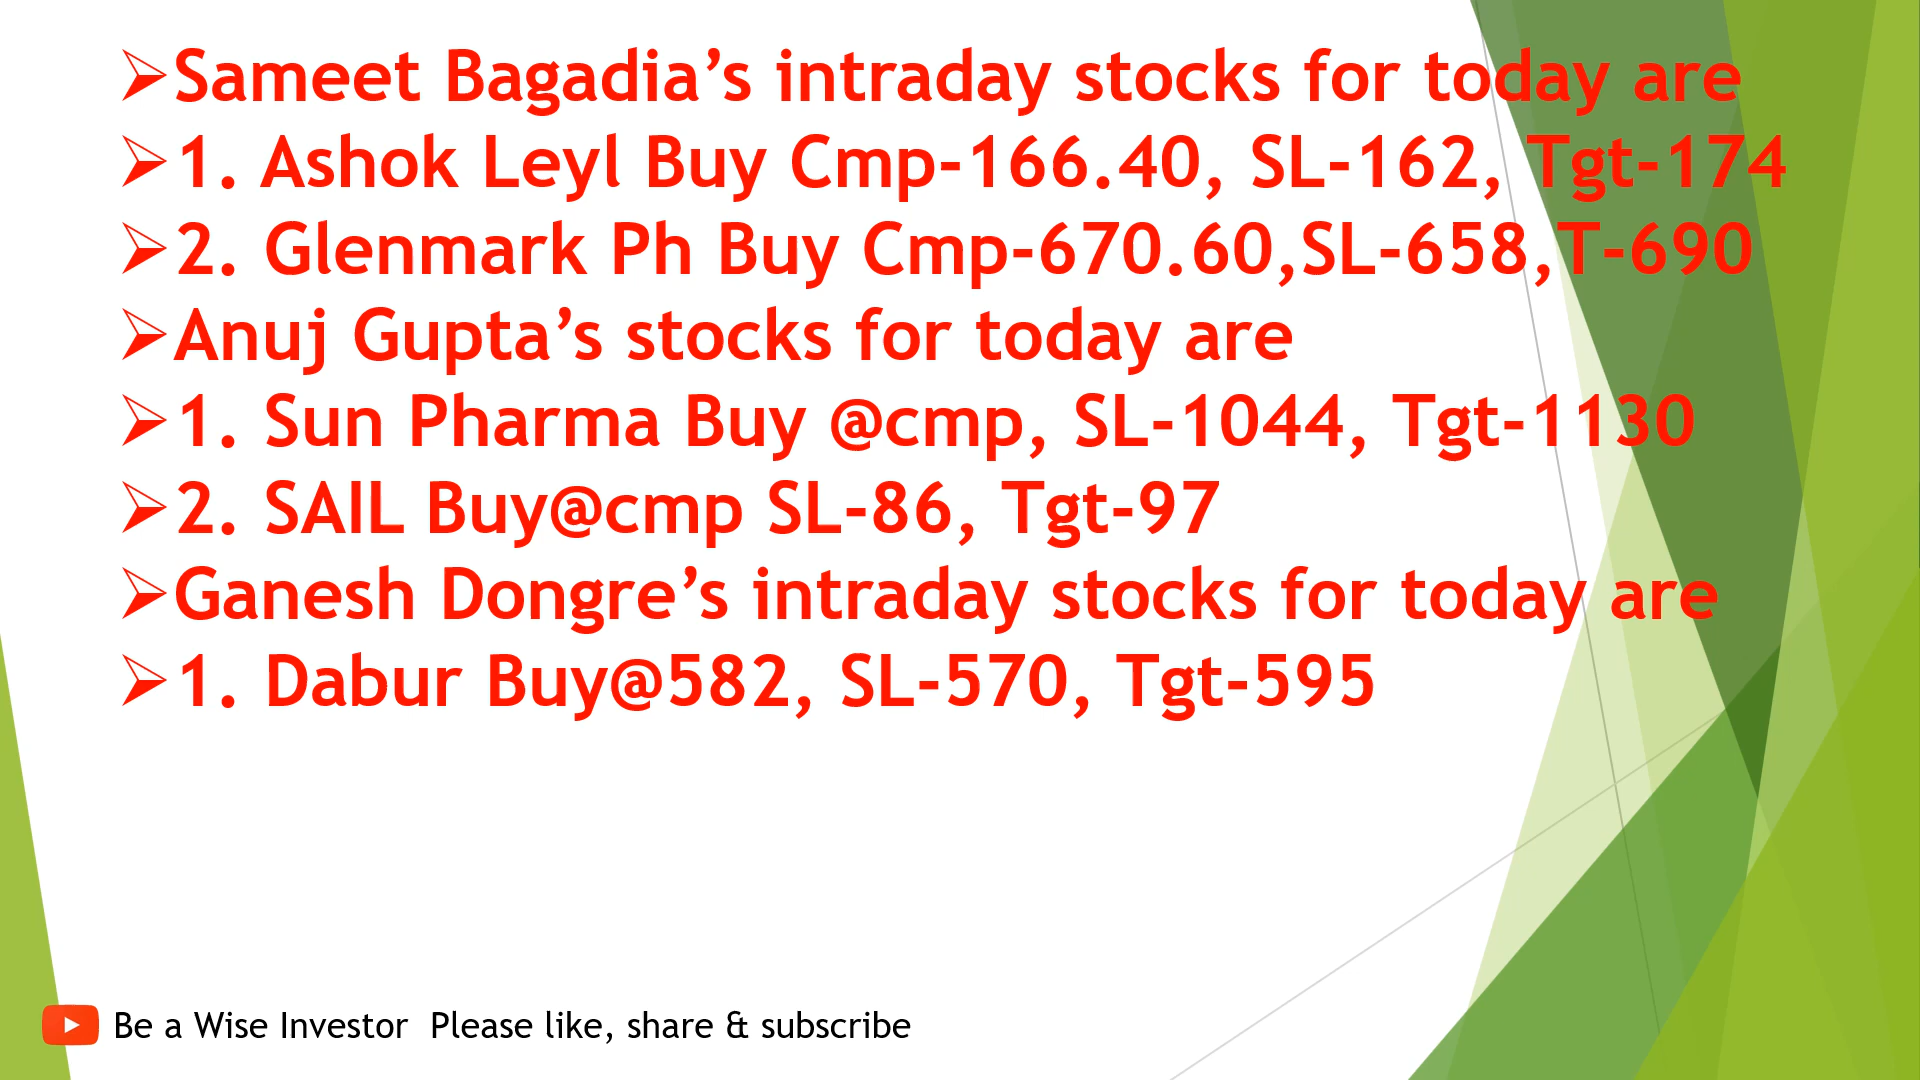 ➢Sameet Bagadia’s intraday stocks for today are
➢1. Ashok Leyl Buy Cmp-166.40, SL-162, Tgt-174
➢2. Glenmark Ph Buy Cmp-670.60,SL-658,T-690
➢Anuj Gupta’s stocks for today are
➢1. Sun Pharma Buy @cmp, SL-1044, Tgt-1130
➢2. SAIL Buy@cmp SL-86, Tgt-97
➢Ganesh Dongre’s intraday stocks for today are
➢1. Dabur Buy@582, SL-570, Tgt-595
Be a Wise Investor  Please like, share & subscribe